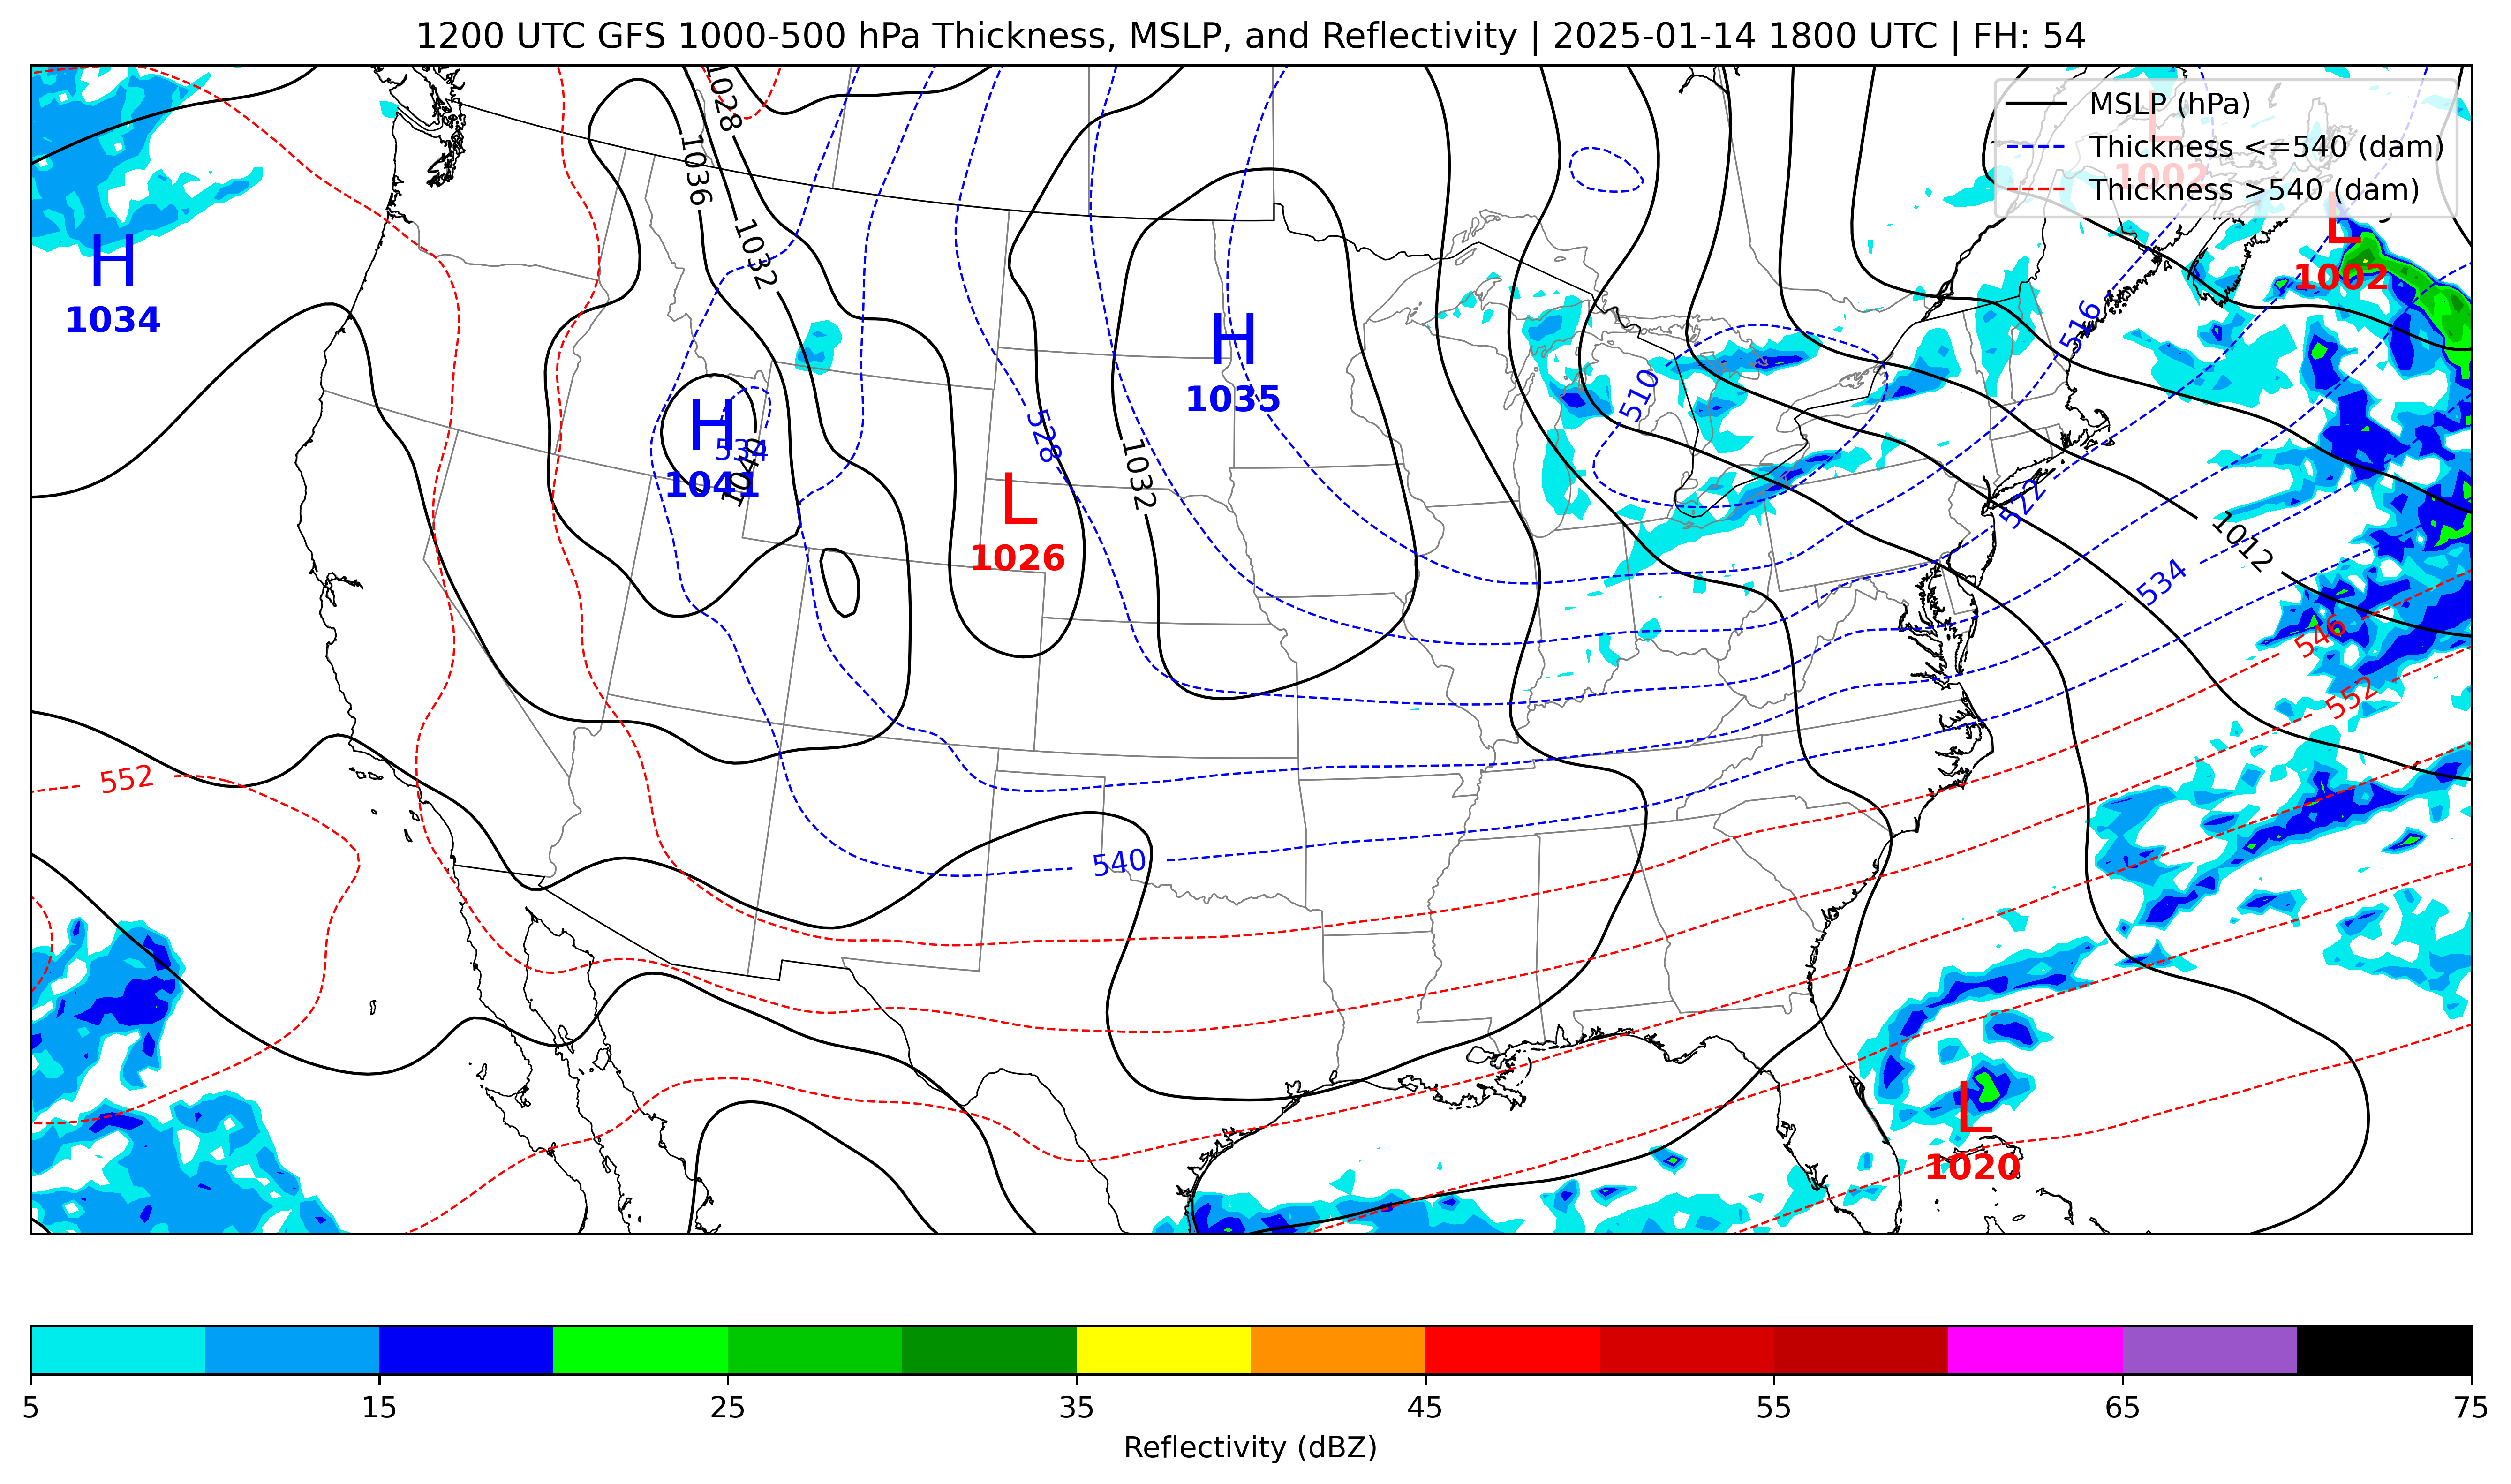 1200 UTC GFS 1000-500 hPa Thickness, MSLP, and Reflectivity | 2025-01-14 1800 UTC | FH: 54
MSLP (hPa)
Thickness <=540 (dam)
Thickness >540 (dam)
1028
1036
1032
L
1002
L
1002
H
1034
H
1035
516
510
H
534
1041
1040
528
1032
L
1026
522
1012
534
546
552
552
540
L
1020
5 15 25 35 45 55 65 75
Reflectivity (dBZ)